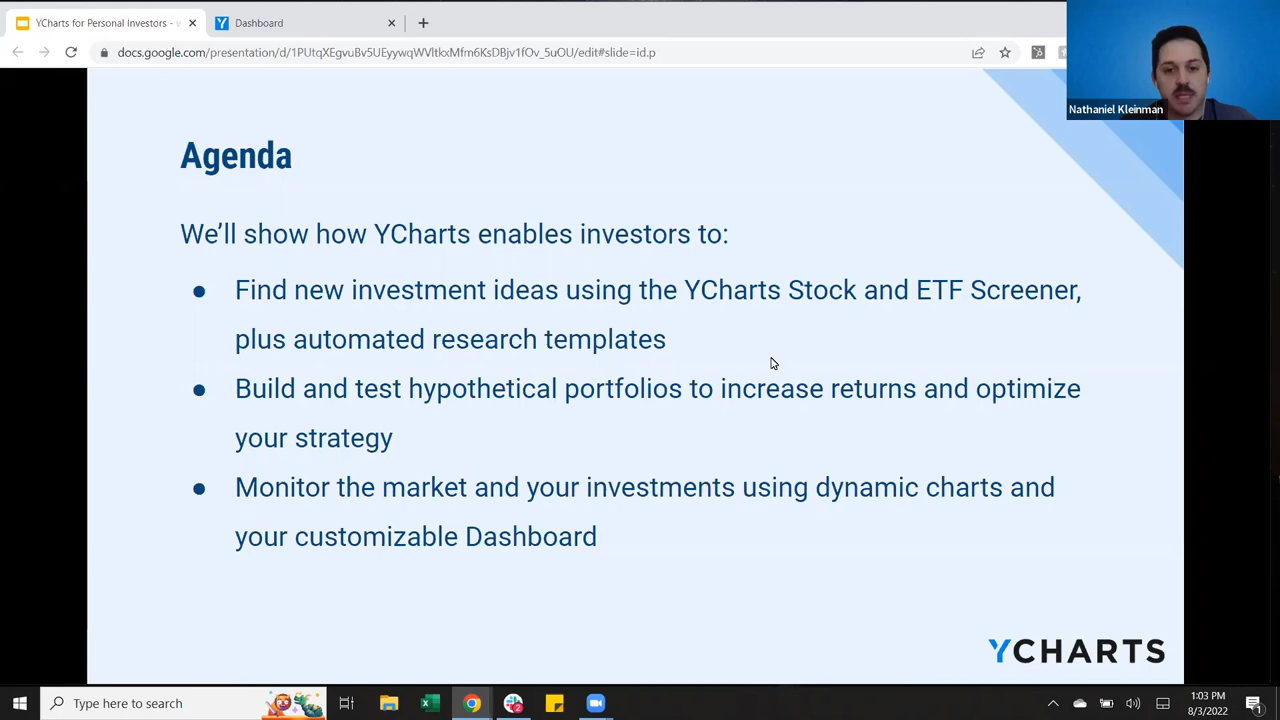 YCharts for Personal Investors -
Dashboard
docs.google.com/presentation/d/1PUtqXEgvuBv5UEyywqWVltkxMfm6KsDBjv1fOv_5uOU/edit#slide=id.p
Nathaniel Kleinman
Agenda
We'll show how YCharts enables investors to:
● Find new investment ideas using the YCharts Stock and ETF Screener,
plus automated research templates
● Build and test hypothetical portfolios to increase returns and optimize
your strategy
● Monitor the market and your investments using dynamic charts and
your customizable Dashboard
YCHARTS
Type here to search
1:03 PM
8/3/2022